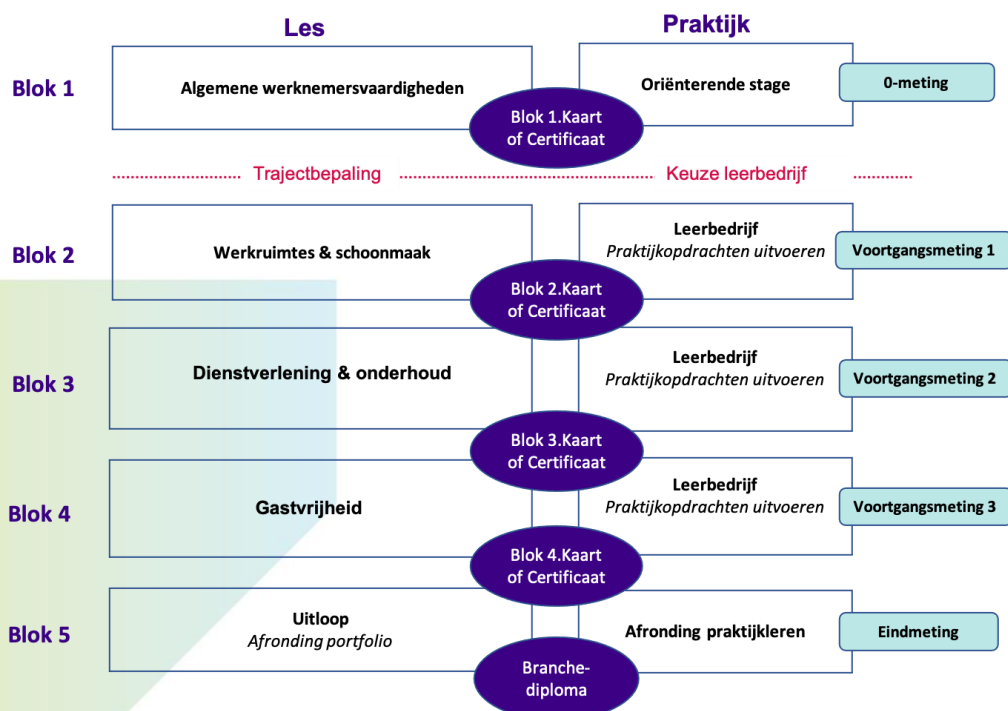 Les
Praktijk
Blok 1
Algemene werknemersvaardigheden
Blok 1.Kaart
of Certificaat
Oriënterende stage
0-meting
Trajectbepaling
Keuze leerbedrijf
Blok 2
Werkruimtes & schoonmaak
Blok 2.Kaart
of Certificaat
Leerbedrijf
Praktijkopdrachten uitvoeren
Voortgangsmeting 1
Blok 3
Dienstverlening & onderhoud
Blok 3.Kaart
of Certificaat
Leerbedrijf
Praktijkopdrachten uitvoeren
Voortgangsmeting 2
Blok 4
Gastvrijheid
Blok 4.Kaart
of Certificaat
Leerbedrijf
Praktijkopdrachten uitvoeren
Voortgangsmeting 3
Blok 5
Uitloop
Afronding portfolio
Branche-
diploma
Afronding praktijkleren
Eindmeting